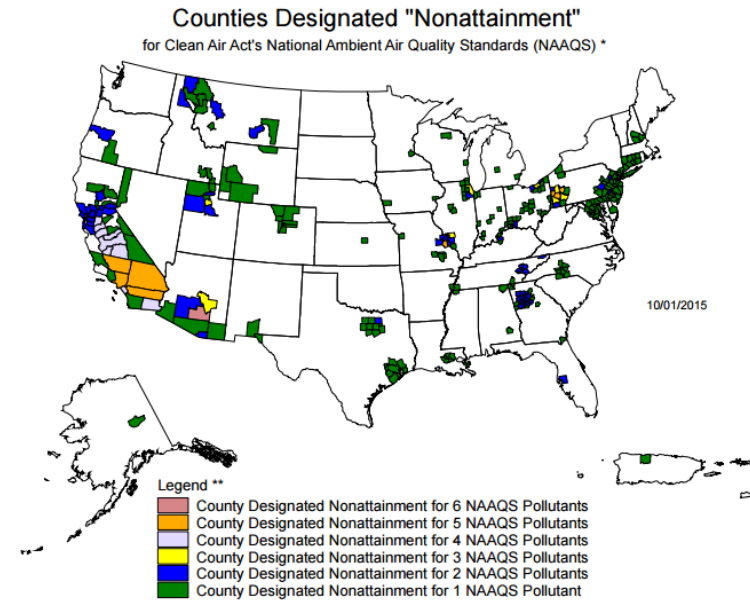 Counties Designated "Nonattainment"
for Clean Air Act's National Ambient Air Quality Standards (NAAQS) *
10/01/2015
Legend **
County Designated Nonattainment for 6 NAAQS Pollutants
County Designated Nonattainment for 5 NAAQS Pollutants
County Designated Nonattainment for 4 NAAQS Pollutants
County Designated Nonattainment for 3 NAAQS Pollutants
County Designated Nonattainment for 2 NAAQS Pollutants
County Designated Nonattainment for 1 NAAQS Pollutant